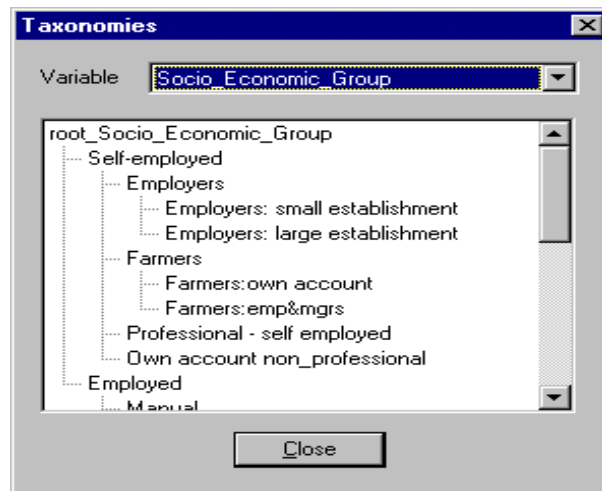 Taxonomies
Variable Socio_Economic_Group
root_Socio_Economic_Group
Self-employed
Employers
Employers: small establishment
Employers: large establishment
Farmers
Farmers:own account
Farmers:emp&mgrs
Professional - self employed
Own account non_professional
Employed
Manual
Close